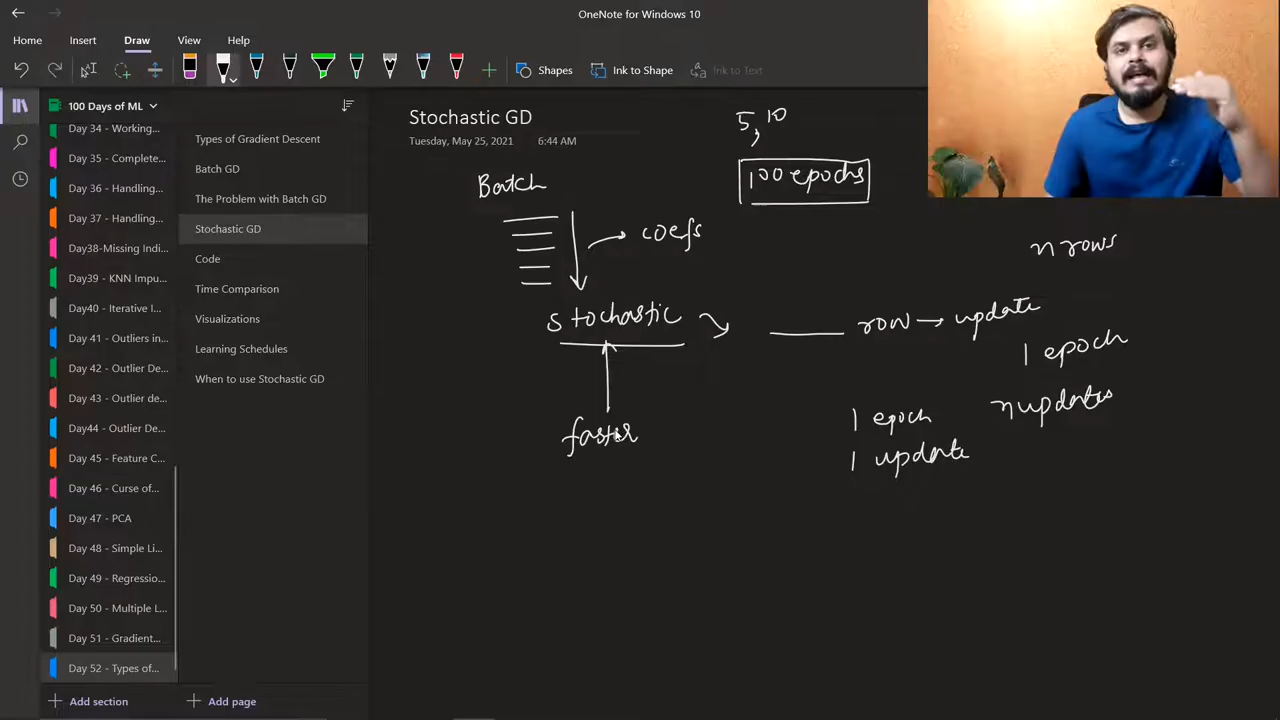 OneNote for Windows 10
Home
Insert
Draw
View
Help
Shapes
Ink to Shape
Ink to Text
100 Days of ML
Day 34 - Working...
Day 35 - Complete...
Day 36 - Handling...
Day 37 - Handling...
Day38-Missing Indi...
Day39 - KNN Impu...
Day40 - Iterative I...
Day 41 - Outliers in...
Day 42 - Outlier De...
Day 43 - Outlier de...
Day44 - Outlier De...
Day 45 - Feature C...
Day 46 - Curse of...
Day 47 - PCA
Day 48 - Simple Li...
Day 49 - Regressio...
Day 50 - Multiple L...
Day 51 - Gradient...
Day 52 - Types of...
Add section
Types of Gradient Descent
Batch GD
The Problem with Batch GD
Stochastic GD
Code
Time Comparison
Visualizations
Learning Schedules
When to use Stochastic GD
Add page
Stochastic GD
Tuesday, May 25, 2021
6:44 AM
5, 10
100 epochs
Batch
coefs
n rows
Stochastic
row → update
1 epoch
n updates
1 epoch
1 update
faster